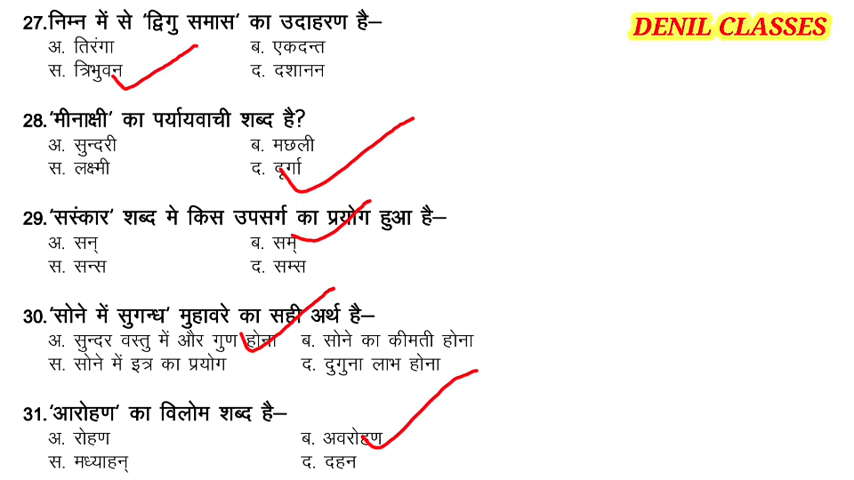 27.निम्न में से 'द्विगु समास' का उदाहरण है–
DENIL CLASSES
अ. तिरंगा ब. एकदन्त
स. त्रिभुवन द. दशानन
28.'मीनाक्षी' का पर्यायवाची शब्द है?
अ. सुन्दरी ब. मछली
स. लक्ष्मी द. दूर्गा
29.'सस्ंकार' शब्द मे किस उपसर्ग का प्रयोग हुआ है–
अ. सन् ब. सम्
स. सन्स द. सम्स
30.'सोने में सुगन्ध' मुहावरे का सही अर्थ है–
अ. सुन्दर वस्तु में और गुण होना ब. सोने का कीमती होना
स. सोने में इत्र का प्रयोग द. दुगुना लाभ होना
31.'आरोहण' का विलोम शब्द है–
अ. रोहण ब. अवरोहण
स. मध्याहन् द. दहन